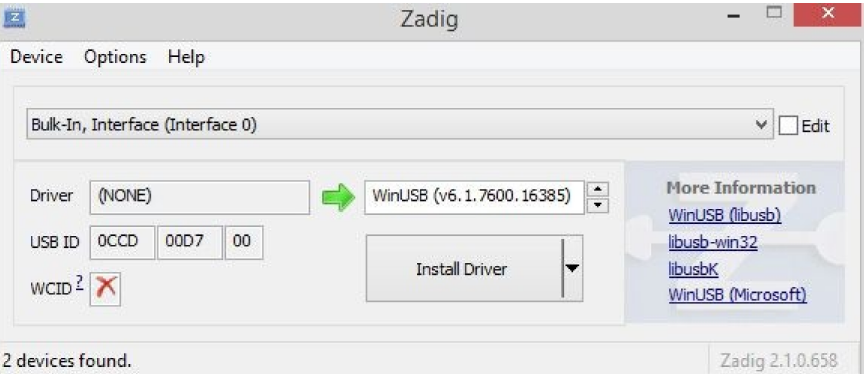 Z
Zadig
Device Options Help
Bulk-In, Interface (Interface 0)
Edit
Driver (NONE) WinUSB (v6.1.7600.16385)
USB ID 0CCD 00D7 00
WCID ?
Install Driver
More Information
WinUSB (libusb)
libusb-win32
libusbK
WinUSB (Microsoft)
2 devices found.
Zadig 2.1.0.658